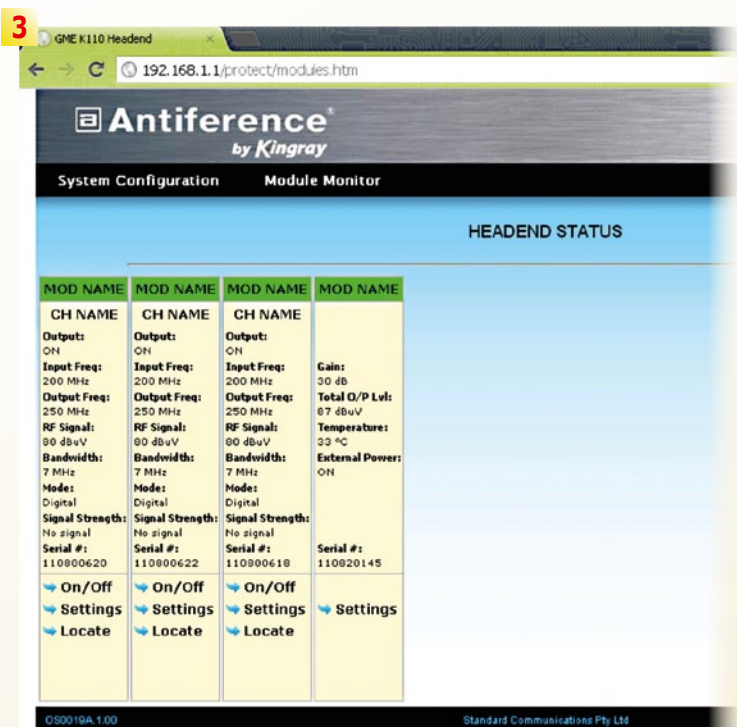 3
GME K110 Headend
192.168.1.1/protect/modules.htm
a Antiference®
by Kingray
System Configuration Module Monitor
HEADEND STATUS
MOD NAME MOD NAME MOD NAME MOD NAME
CH NAME CH NAME CH NAME
Output: Output: Output:
ON ON ON
Input Freq: Input Freq: Input Freq: Gain:
200 MHz 200 MHz 200 MHz 30 dB
Output Freq: Output Freq: Output Freq: Total O/P Lvl:
250 MHz 250 MHz 250 MHz 87 dBuV
RF Signal: RF Signal: RF Signal: Temperature:
80 dBuV 80 dBuV 80 dBuV 33 °C
Bandwidth: Bandwidth: Bandwidth: External Power:
7 MHz 7 MHz 7 MHz ON
Mode: Mode: Mode:
Digital Digital Digital
Signal Strength: Signal Strength: Signal Strength:
No signal No signal No signal
Serial #: Serial #: Serial #: Serial #:
110800620 110800622 110800618 110820145
On/Off On/Off On/Off
Settings Settings Settings Settings
Locate Locate Locate
OS0019A.1.00 Standard Communications Pty Ltd